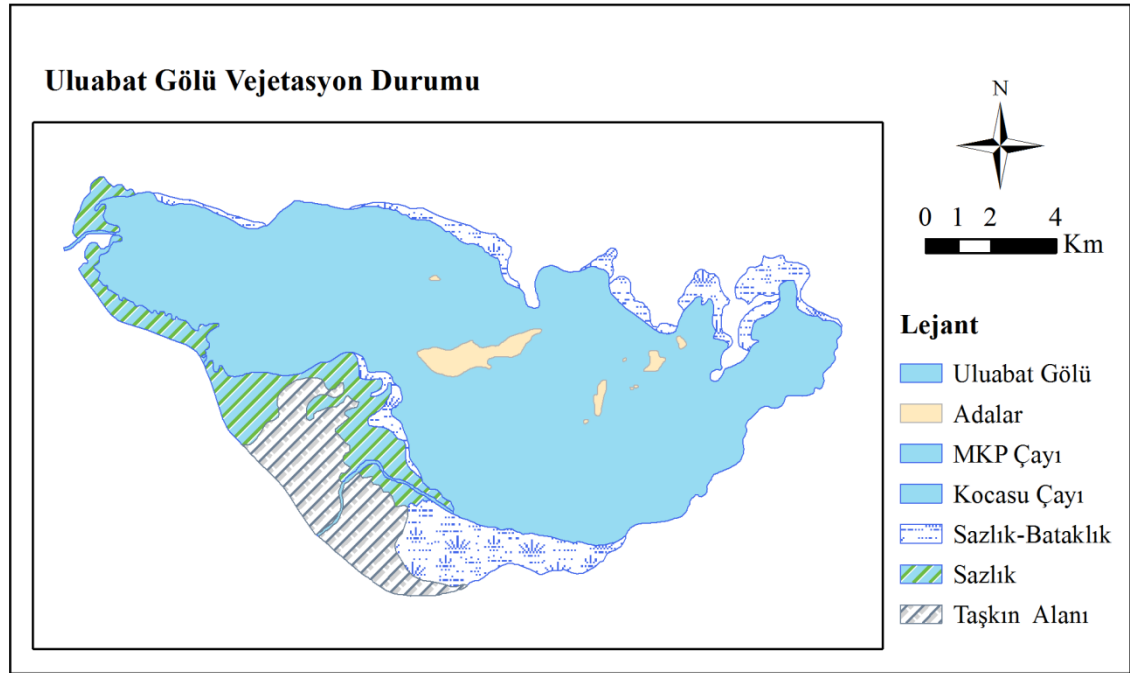 Uluabat Gölü Vejetasyon Durumu
N
0 1 2 4
Km
Lejant
Uluabat Gölü
Adalar
MKP Çayı
Kocasu Çayı
Sazlık-Bataklık
Sazlık
Taşkın Alanı